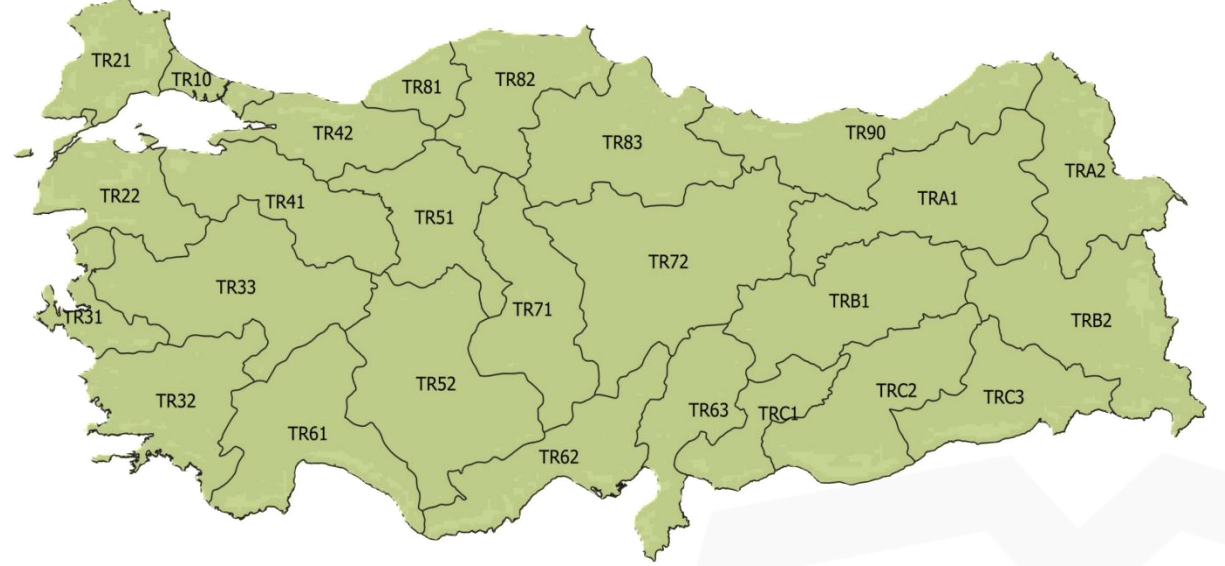 TR21
TR10
TR81
TR82
TR42
TR83
TR90
TRA2
TR22
TR41
TR51
TRA1
TR72
TR33
TR71
TRB1
TR31
TRB2
TR52
TR32
TR63
TRC1
TRC2
TRC3
TR61
TR62